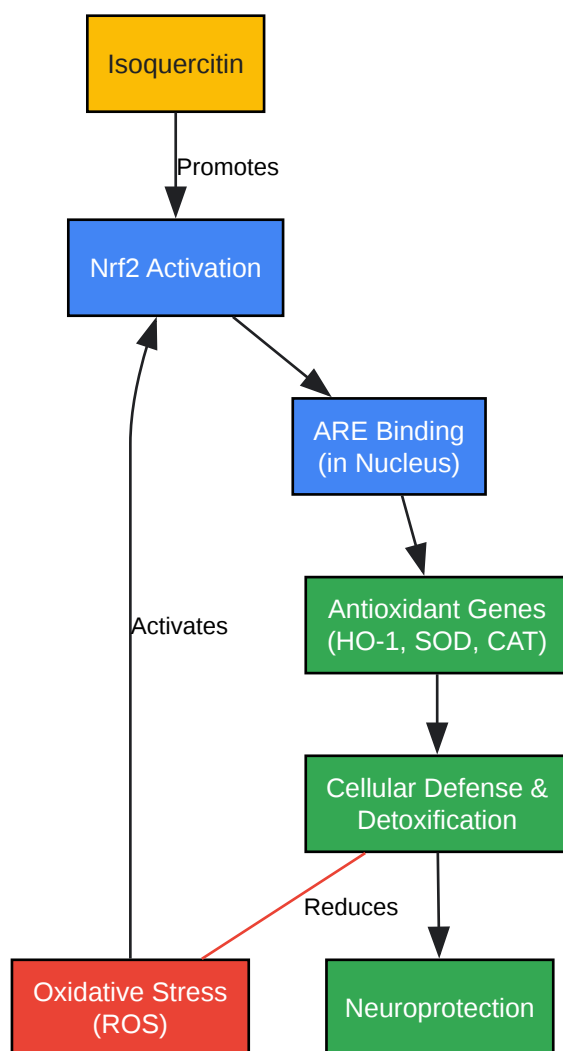 Isoquercitin
Promotes
Nrf2 Activation
ARE Binding
(in Nucleus)
Antioxidant Genes
(HO-1, SOD, CAT)
Activates
Cellular Defense &
Detoxification
Reduces
Oxidative Stress
(ROS)
Neuroprotection